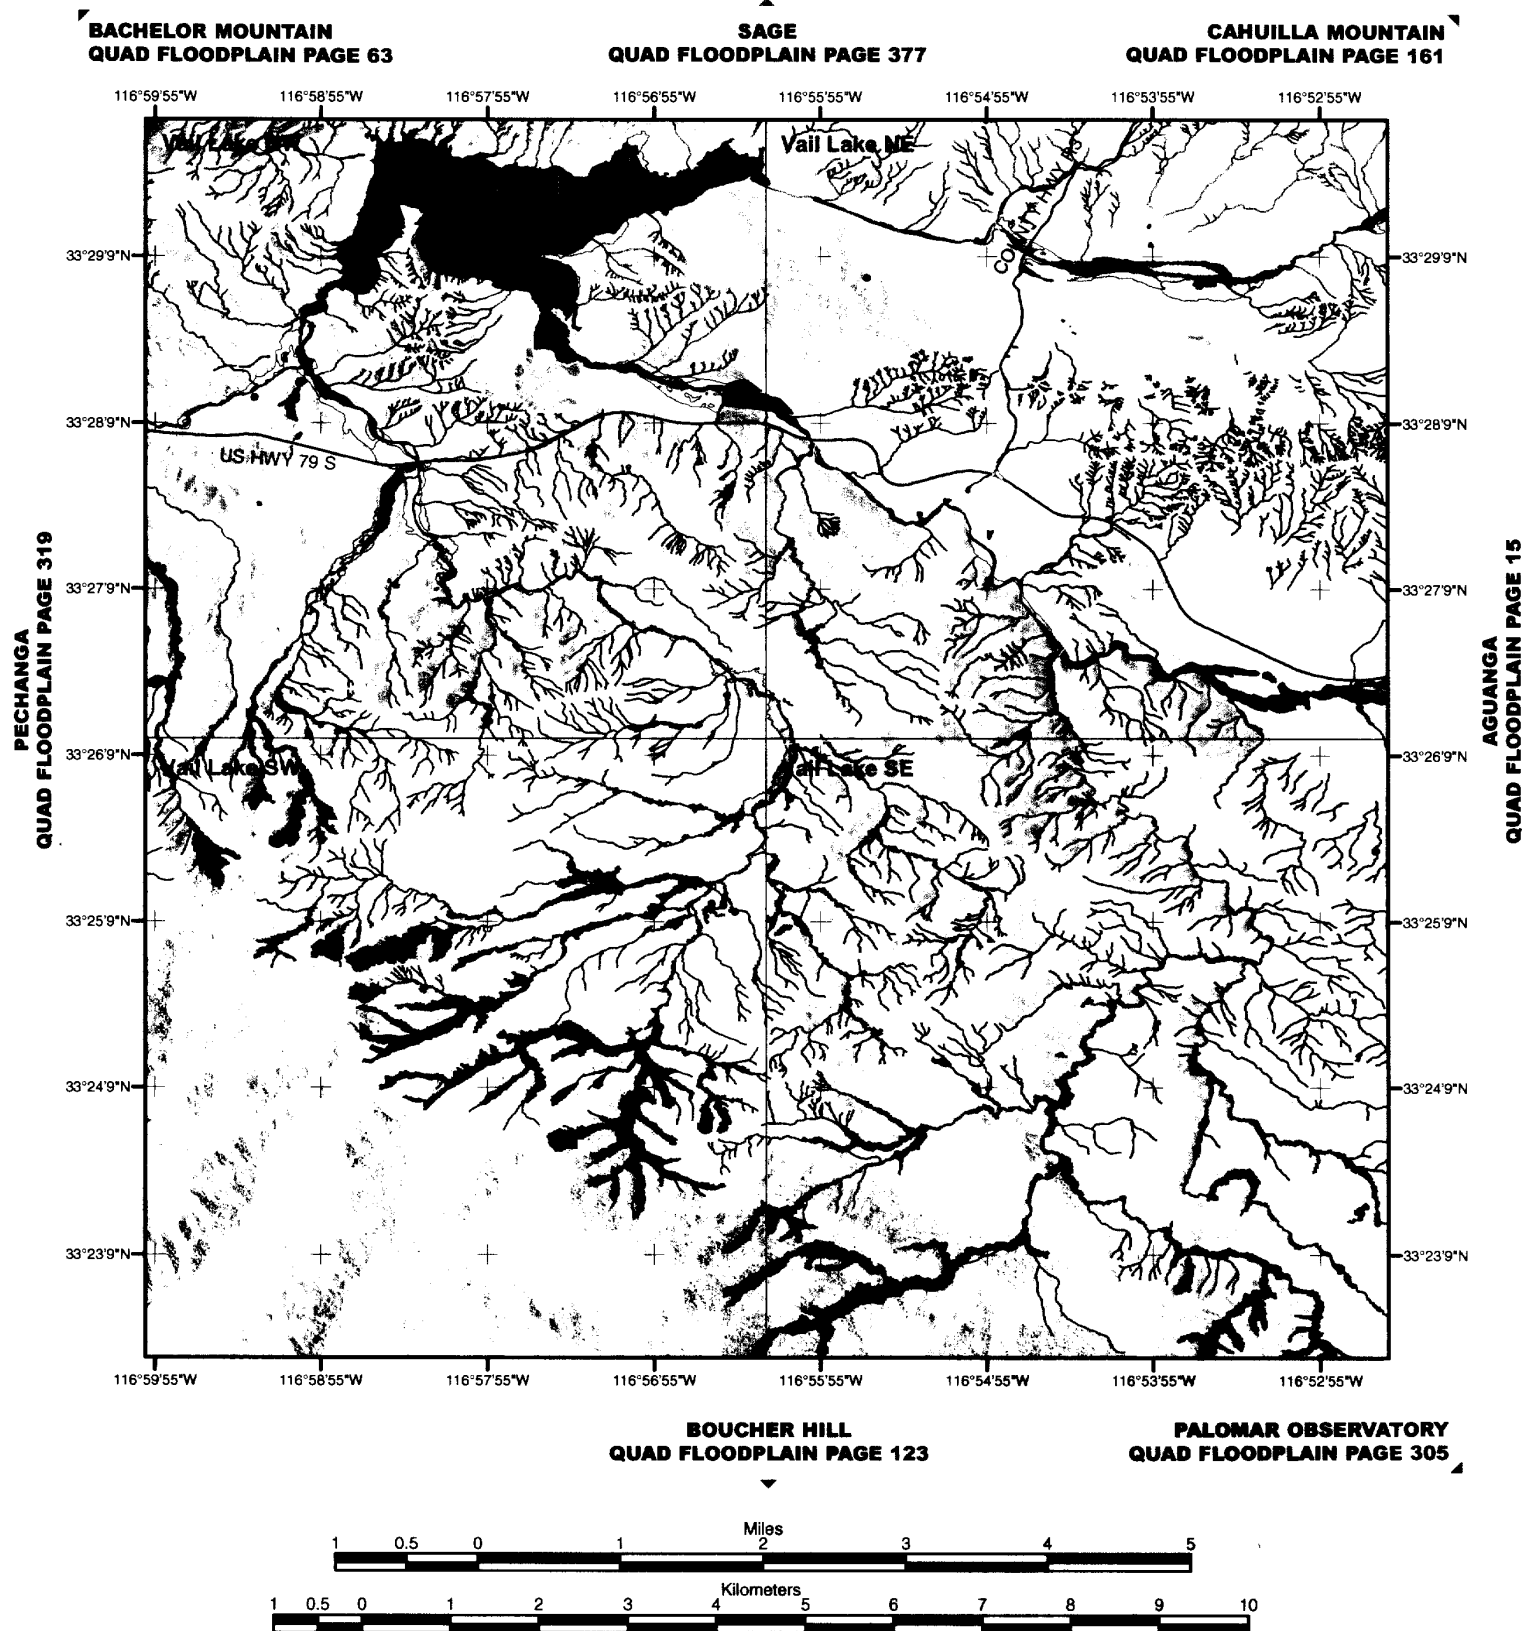 BACHELOR MOUNTAIN
QUAD FLOODPLAIN PAGE 63
SAGE
QUAD FLOODPLAIN PAGE 377
CAHUILLA MOUNTAIN
QUAD FLOODPLAIN PAGE 161
116°59'55"W 116°58'55"W 116°57'55"W 116°56'55"W 116°55'55"W 116°54'55"W 116°53'55"W 116°52'55"W
Vail Lake NE
COUNTY HWY R3
33°29'9"N 33°29'9"N
33°28'9"N 33°28'9"N
US HWY 79 S
PECHANGA
QUAD FLOODPLAIN PAGE 319
AGUANGA
QUAD FLOODPLAIN PAGE 15
33°27'9"N 33°27'9"N
33°26'9"N 33°26'9"N
Vail Lake SW
Vail Lake SE
33°25'9"N 33°25'9"N
33°24'9"N 33°24'9"N
33°23'9"N 33°23'9"N
116°59'55"W 116°58'55"W 116°57'55"W 116°56'55"W 116°55'55"W 116°54'55"W 116°53'55"W 116°52'55"W
BOUCHER HILL
QUAD FLOODPLAIN PAGE 123
PALOMAR OBSERVATORY
QUAD FLOODPLAIN PAGE 305
Miles
1 0.5 0 1 2 3 4 5
Kilometers
1 0.5 0 1 2 3 4 5 6 7 8 9 10